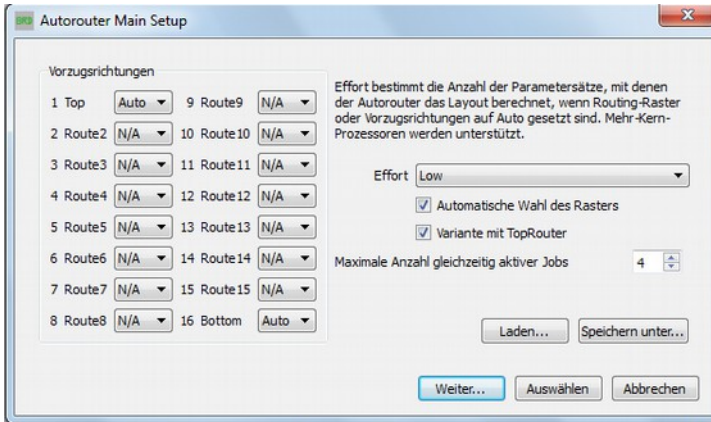 BRD Autorouter Main Setup
Vorzugsrichtungen
1 Top Auto 9 Route9 N/A
2 Route2 N/A 10 Route10 N/A
3 Route3 N/A 11 Route11 N/A
4 Route4 N/A 12 Route12 N/A
5 Route5 N/A 13 Route13 N/A
6 Route6 N/A 14 Route14 N/A
7 Route7 N/A 15 Route15 N/A
8 Route8 N/A 16 Bottom Auto
Effort bestimmt die Anzahl der Parametersätze, mit denen
der Autorouter das Layout berechnet, wenn Routing-Raster
oder Vorzugsrichtungen auf Auto gesetzt sind. Mehr-Kern-
Prozessoren werden unterstützt.
Effort Low
Automatische Wahl des Rasters
Variante mit TopRouter
Maximale Anzahl gleichzeitig aktiver Jobs 4
Laden... Speichern unter...
Weiter... Auswählen Abbrechen